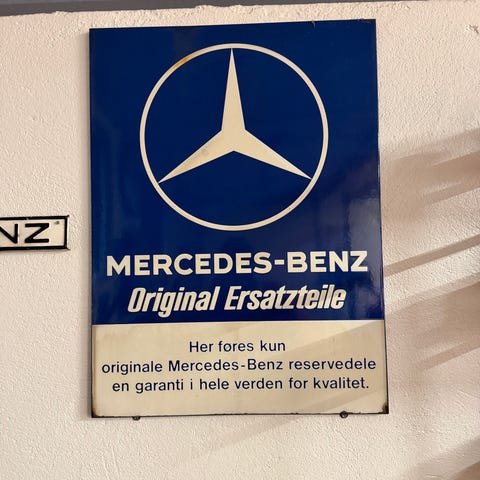 NZ
MERCEDES-BENZ
Original Ersatzteile
Her føres kun
originale Mercedes-Benz reservedele
en garanti i hele verden for kvalitet.